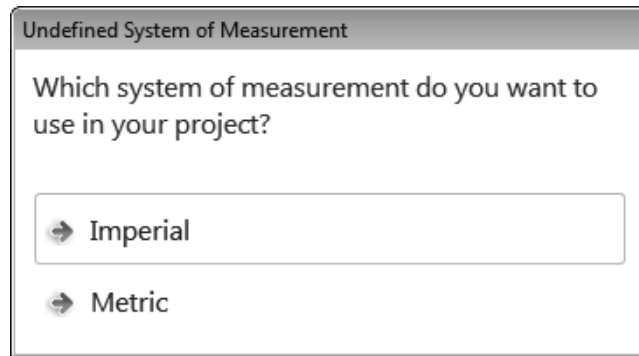 Undefined System of Measurement
Which system of measurement do you want to
use in your project?
Imperial
Metric